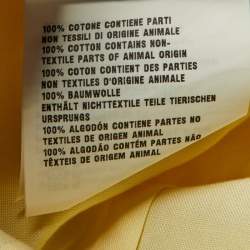 100% COTONE CONTIENE PARTI
NON TESSILI DI ORIGINE ANIMALE
100% COTTON CONTAINS NON-
TEXTILE PARTS OF ANIMAL ORIGIN
100% COTON CONTIENT DES PARTIES
NON TEXTILES D'ORIGINE ANIMALE
100% BAUMWOLLE
ENTHÄLT NICHTTEXTILE TEILE TIERISCHEN
URSPRUNGS
100% ALGODÓN CONTIENE PARTES NO
TEXTILES DE ORIGEN ANIMAL
100% ALGODÃO CONTÉM PARTES NÃO
TÊXTEIS DE ORIGEM ANIMAL